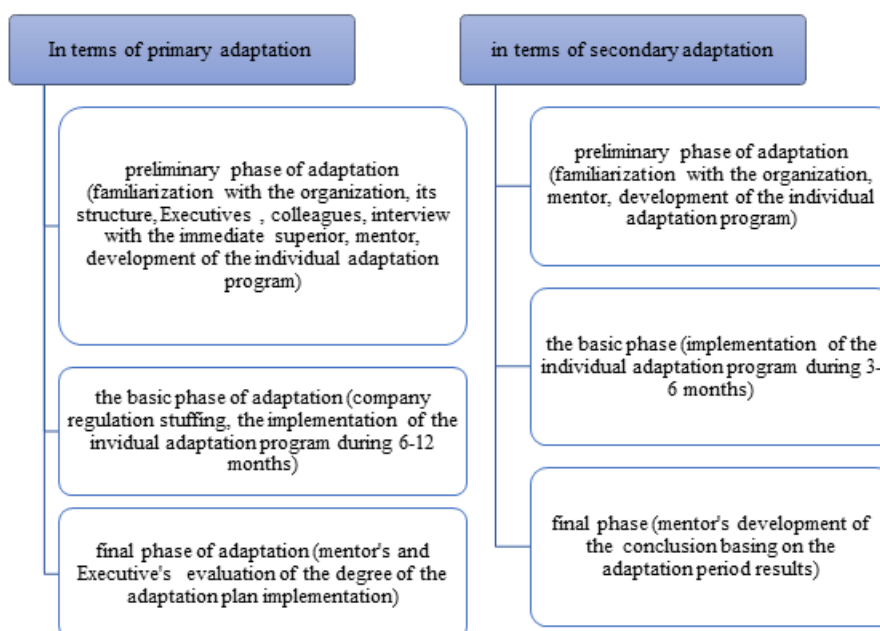 In terms of primary adaptation
preliminary phase of adaptation
(familiarization with the organization, its
structure, Executives , colleagues, interview
with the immediate superior, mentor,
development of the individual adaptation
program)
the basic phase of adaptation (company
regulation stuffing, the implementation of the
invidual adaptation program during 6-12
months)
final phase of adaptation (mentor's and
Executive's evaluation of the degree of the
adaptation plan implementation)
in terms of secondary adaptation
preliminary phase of adaptation
(familiarization with the organization,
mentor, development of the individual
adaptation program)
the basic phase (implementation of the
individual adaptation program during 3-
6 months)
final phase (mentor's development of
the conclusion basing on the
adaptation period results)